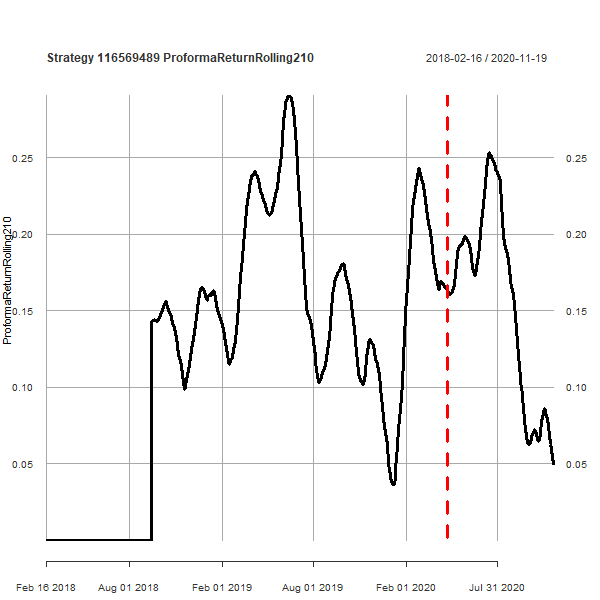 Strategy 116569489 ProformaReturnRolling210
2018-02-16 / 2020-11-19
ProformaReturnRolling210
0.25
0.20
0.15
0.10
0.05
0.25
0.20
0.15
0.10
0.05
Feb 16 2018
Aug 01 2018
Feb 01 2019
Aug 01 2019
Feb 01 2020
Jul 31 2020